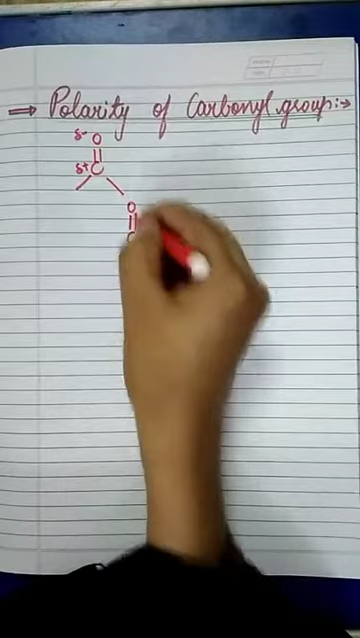 ⇒ Polarity of Carbonyl group:→
δ- O
||
δ+ C
O
||